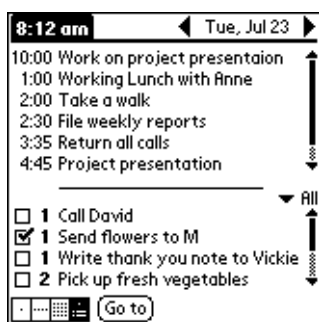 8:12 am Tue, Jul 23
10:00 Work on project presentaion
1:00 Working Lunch with Anne
2:00 Take a walk
2:30 File weekly reports
3:35 Return all calls
4:45 Project presentation
All
1 Call David
1 Send flowers to M
1 Write thank you note to Vickie
2 Pick up fresh vegetables
Go to